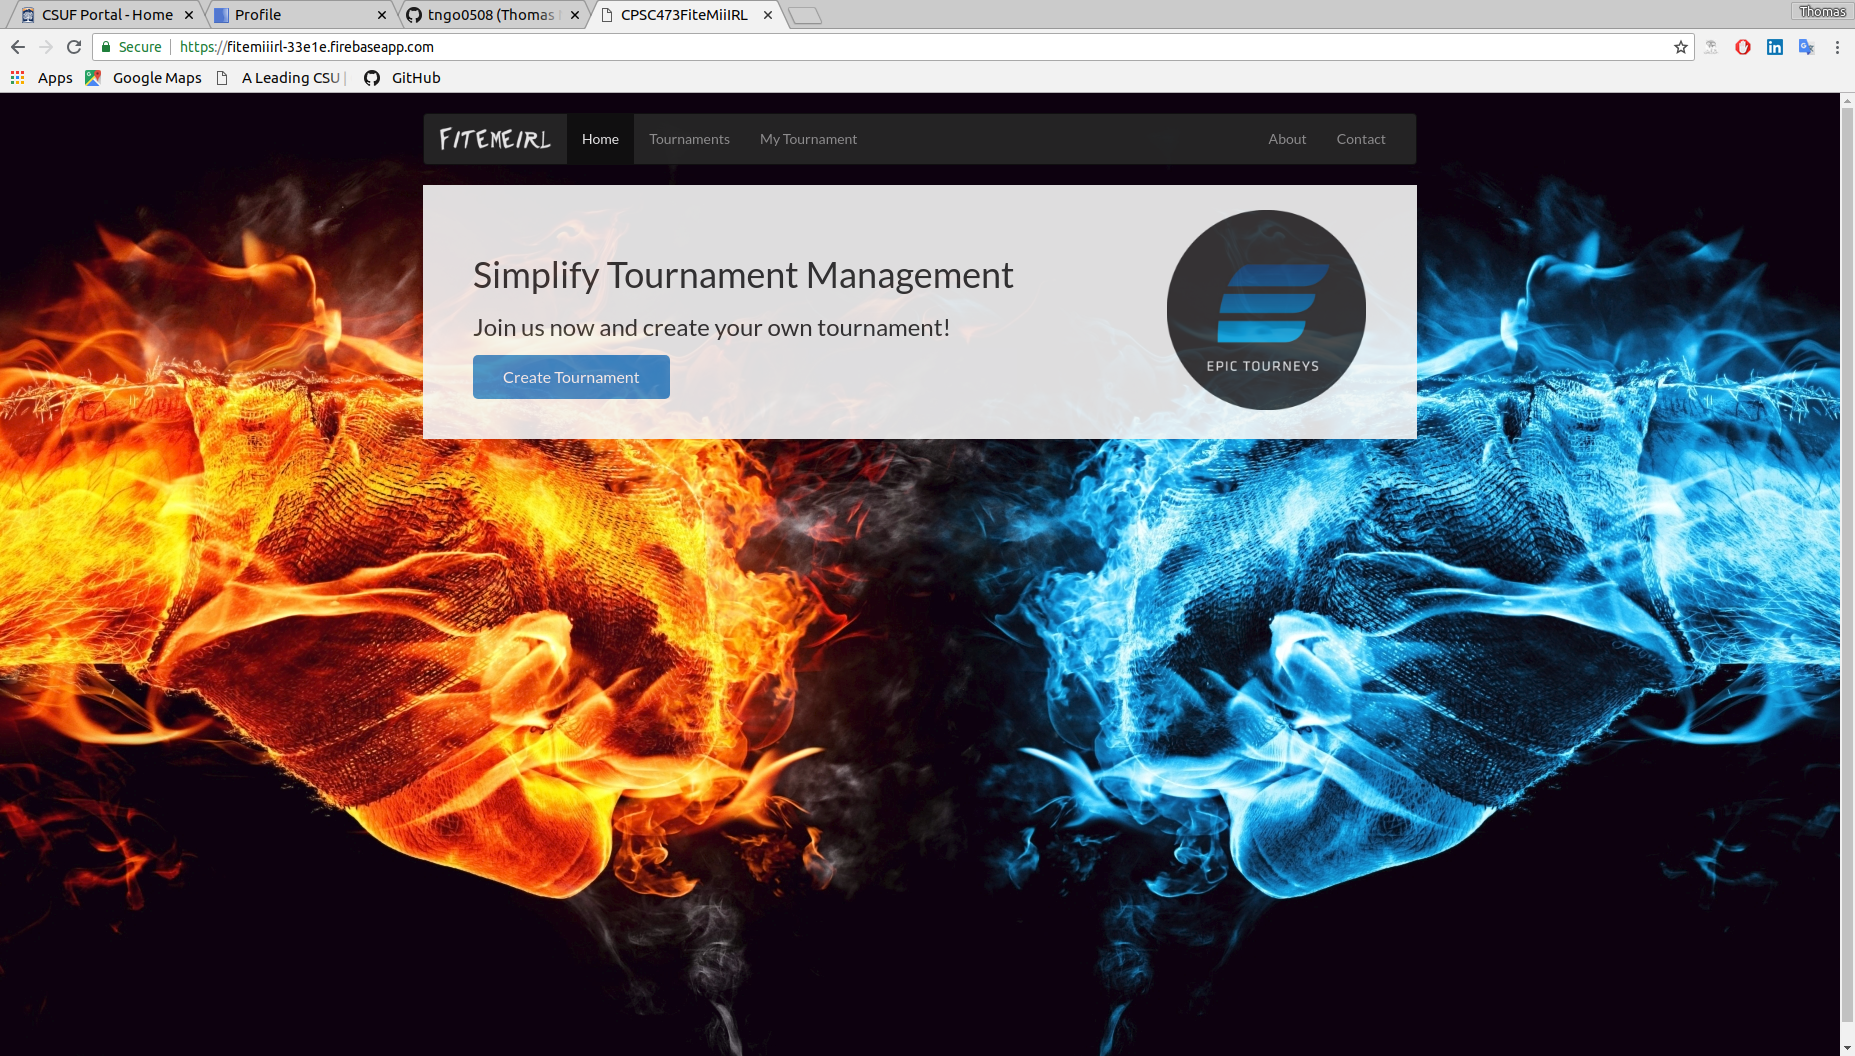 CSUF Portal - Home
Profile
tngo0508 (Thomas
CPSC473FiteMiiIRL
Thomas
Secure
https://fitemiiirl-33e1e.firebaseapp.com
Apps
Google Maps
A Leading CSU |
GitHub
FITEMEIRL
Home
Tournaments
My Tournament
About
Contact
Simplify Tournament Management
Join us now and create your own tournament!
Create Tournament
EPIC TOURNEYS